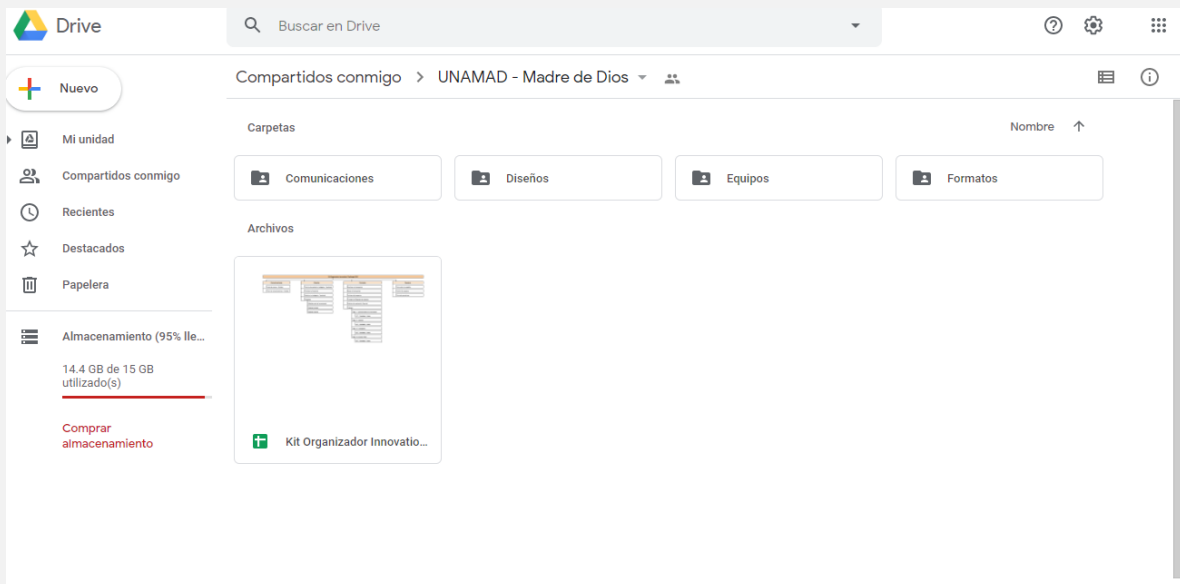 Drive
Buscar en Drive
Nuevo
Compartidos conmigo > UNAMAD - Madre de Dios
Mi unidad
Compartidos conmigo
Recientes
Destacados
Papelera
Almacenamiento (95% lle...
14.4 GB de 15 GB
utilizado(s)
Comprar
almacenamiento
Carpetas
Nombre
Comunicaciones
Diseños
Equipos
Formatos
Archivos
Kit Organizador Innovatio...